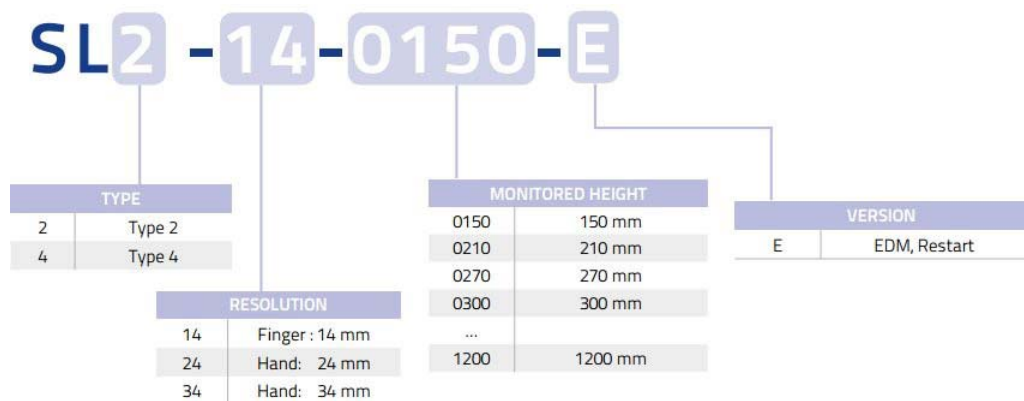 SL2 -14-0150-E
TYPE
2 Type 2
4 Type 4
RESOLUTION
14 Finger : 14 mm
24 Hand: 24 mm
34 Hand: 34 mm
MONITORED HEIGHT
0150 150 mm
0210 210 mm
0270 270 mm
0300 300 mm
...
1200 1200 mm
VERSION
E EDM, Restart